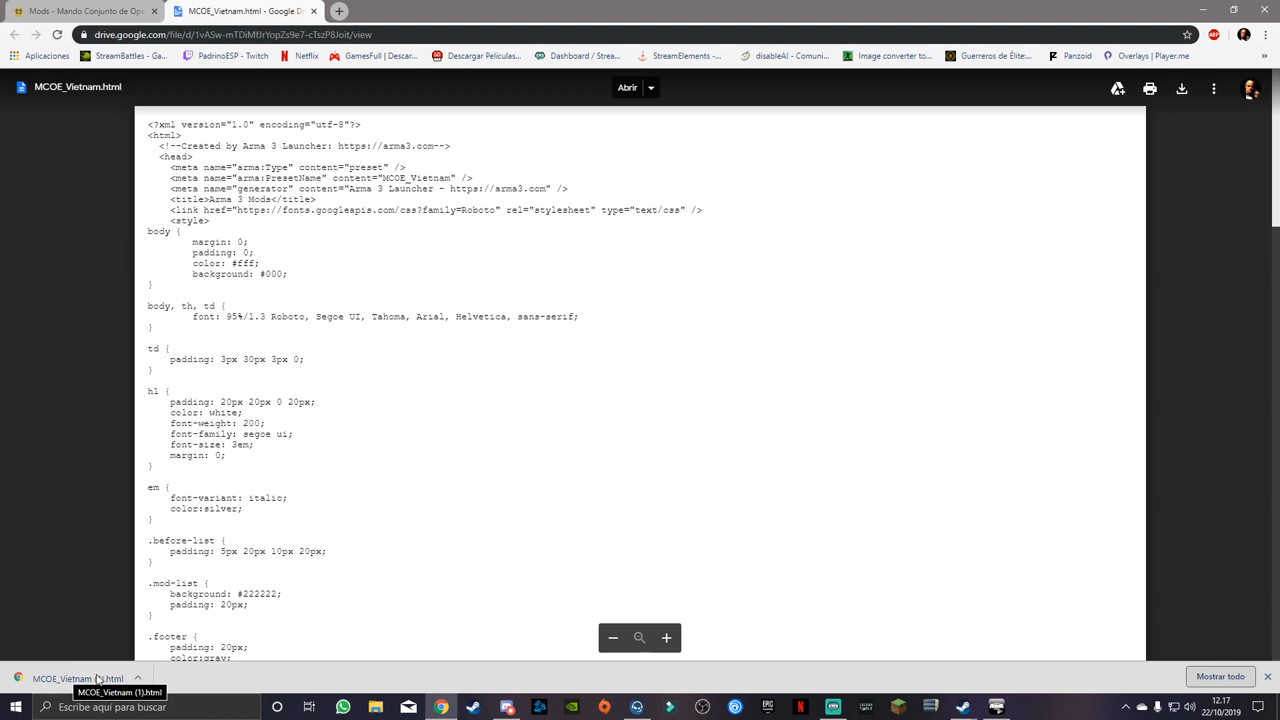 Mods - Mando Conjunto de Ope
MCOE_Vietnam.html - Google Dr
drive.google.com/file/d/1vASw-mTDiMfJrYopZs9e7-cTszP8Joit/view
Aplicaciones
StreamBattles - Ga...
PadrinoESP - Twitch
Netflix
GamesFull | Descar...
Descargar Peliculas...
Dashboard / Strea...
StreamElements -...
disableAI - Comuni...
Image converter to...
Guerreros de Élite:...
Panzoid
Overlays | Player.me
»
MCOE_Vietnam.html
Abrir
<?xml version="1.0" encoding="utf-8"?>
<html>
<!--Created by Arma 3 Launcher: https://arma3.com-->
<head>
<meta name="arma:Type" content="preset" />
<meta name="arma:PresetName" content="MCOE_Vietnam" />
<meta name="generator" content="Arma 3 Launcher - https://arma3.com" />
<title>Arma 3 Mods</title>
<link href="https://fonts.googleapis.com/css?family=Roboto" rel="stylesheet" type="text/css" />
<style>
body {
margin: 0;
padding: 0;
color: #fff;
background: #000;
}
body, th, td {
font: 95%/1.3 Roboto, Segoe UI, Tahoma, Arial, Helvetica, sans-serif;
}
td {
padding: 3px 30px 3px 0;
}
h1 {
padding: 20px 20px 0 20px;
color: white;
font-weight: 200;
font-family: segoe ui;
font-size: 3em;
margin: 0;
}
em {
font-variant: italic;
color:silver;
}
.before-list {
padding: 5px 20px 10px 20px;
}
.mod-list {
background: #222222;
padding: 20px;
}
.footer {
padding: 20px;
color:gray;
MCOE_Vietnam (1).html
Mostrar todo
MCOE_Vietnam (1).html
Escribe aquí para buscar
12:17
22/10/2019